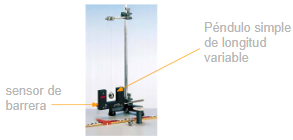 Péndulo simple
de longitud
variable
sensor de
barrera